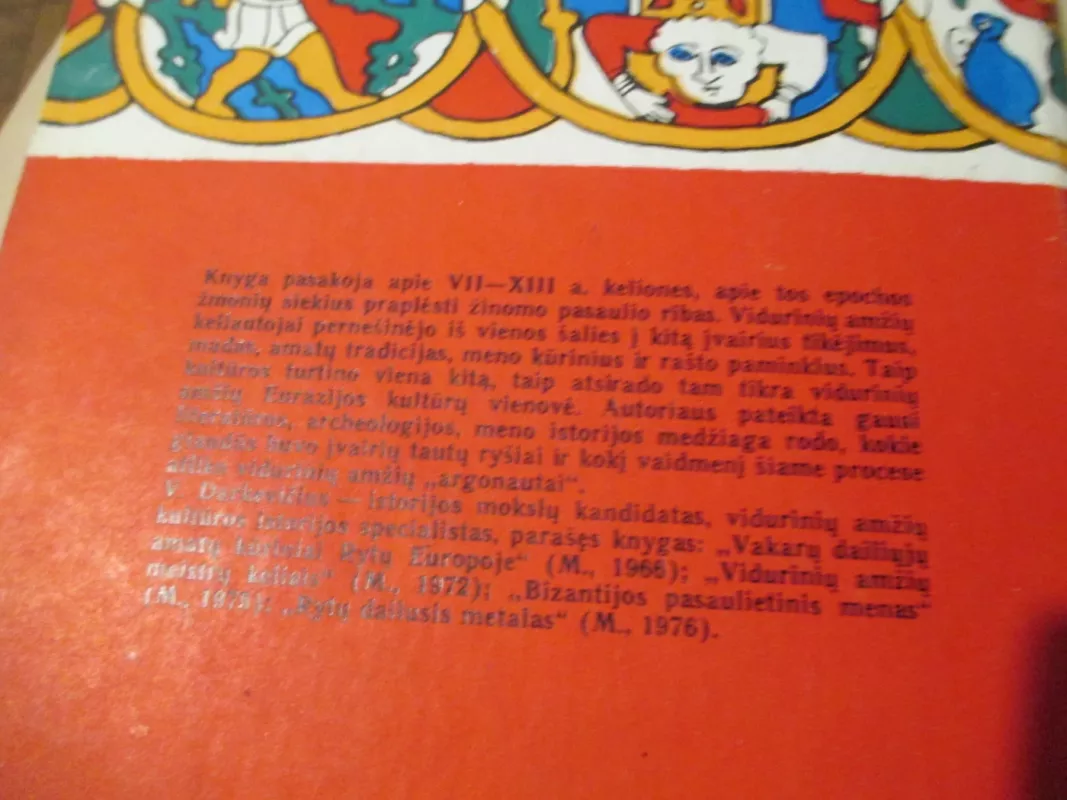 Knyga pasakoja apie VII—XIII a. keliones, apie tos epochos
žmonių siekius praplėsti žinomo pasaulio ribas. Vidurinių amžių
keliautojai pernešinėjo iš vienos šalies į kitą įvairius tikėjimus,
madas, amatų tradicijas, meno kūrinius ir rašto paminklus. Taip
kultūros turtino viena kitą, taip atsirado tam tikra vidurinių
amžių Eurazijos kultūrų vienovė. Autoriaus pateikta gausi
literatūros, archeologijos, meno istorijos medžiaga rodo, kokie
glaudūs buvo įvairių tautų ryšiai ir kokį vaidmenį šiame procese
atliko vidurinių amžių „argonautai“.
V. Darkevičius — istorijos mokslų kandidatas, vidurinių amžių
kultūros istorijos specialistas, parašęs knygas: „Vakarų dailiųjų
amatų kūriniai Rytų Europoje“ (M., 1966); „Vidurinių amžių
meistrų keliais“ (M., 1972); „Bizantijos pasaulietinis menas“
(M., 1975); „Rytų dailusis metalas“ (M., 1976).